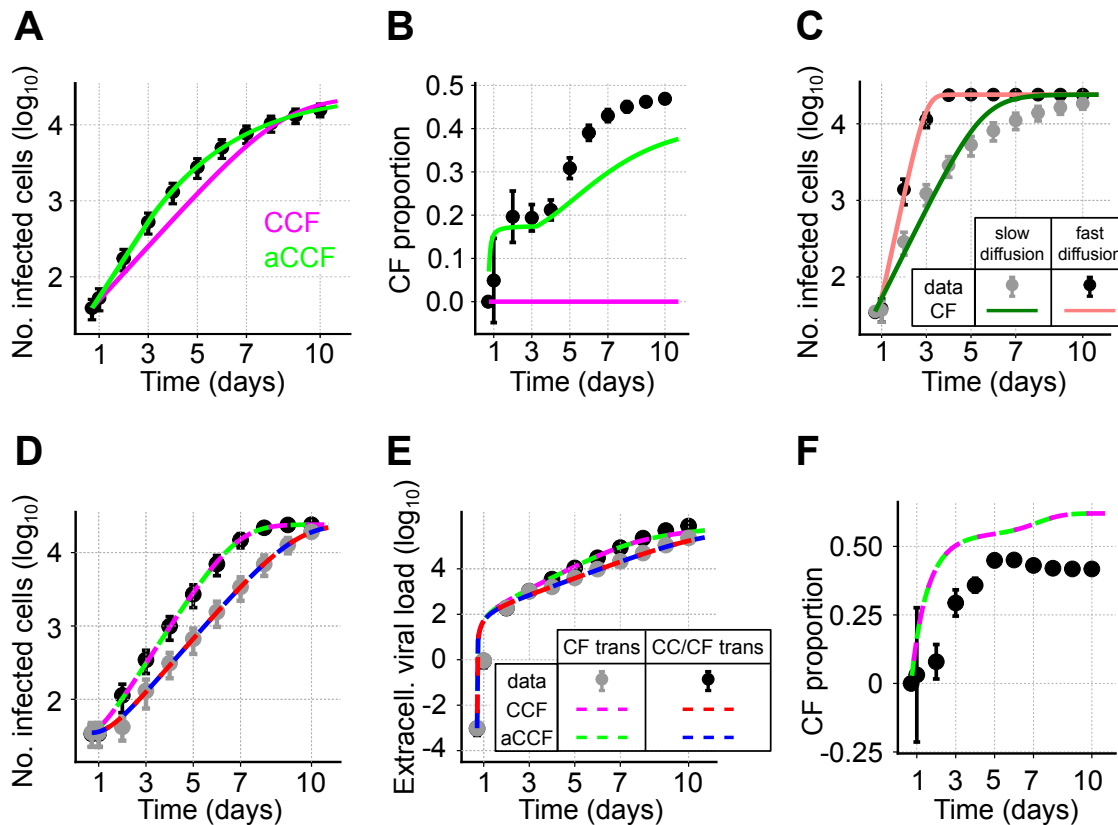 A
No. infected cells (log10)
4
3
2
CCF
aCCF
1
3
5
7
10
Time (days)
B
CF proportion
0.5
0.4
0.3
0.2
0.1
0.0
1
3
5
7
10
Time (days)
C
No. infected cells (log10)
4
3
2
slow diffusion
fast diffusion
data
CF
1
3
5
7
10
Time (days)
D
No. infected cells (log10)
4
3
2
1
3
5
7
10
Time (days)
E
Extracell. viral load (log10)
6
4
2
0
-2
-4
CF trans
CC/CF trans
data
CCF
aCCF
1
3
5
7
10
Time (days)
F
CF proportion
0.50
0.25
0
-0.25
1
3
5
7
10
Time (days)